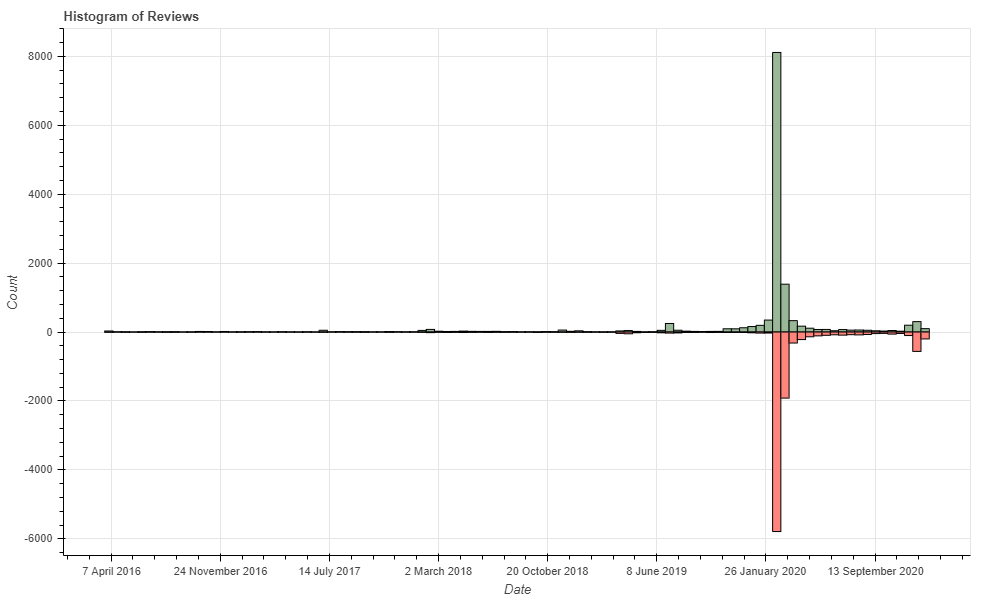 Histogram of Reviews
Count
8000
6000
4000
2000
0
-2000
-4000
-6000
7 April 2016
24 November 2016
14 July 2017
2 March 2018
20 October 2018
8 June 2019
26 January 2020
13 September 2020
Date